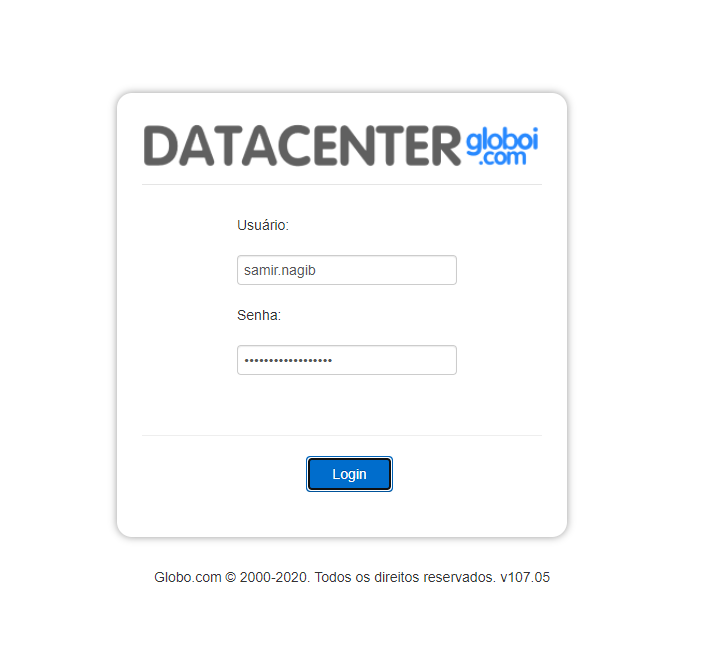 DATACENTER globoi
.com
Usuário:
samir.nagib
Senha:
••••••••••••••••••
Login
Globo.com © 2000-2020. Todos os direitos reservados. v107.05